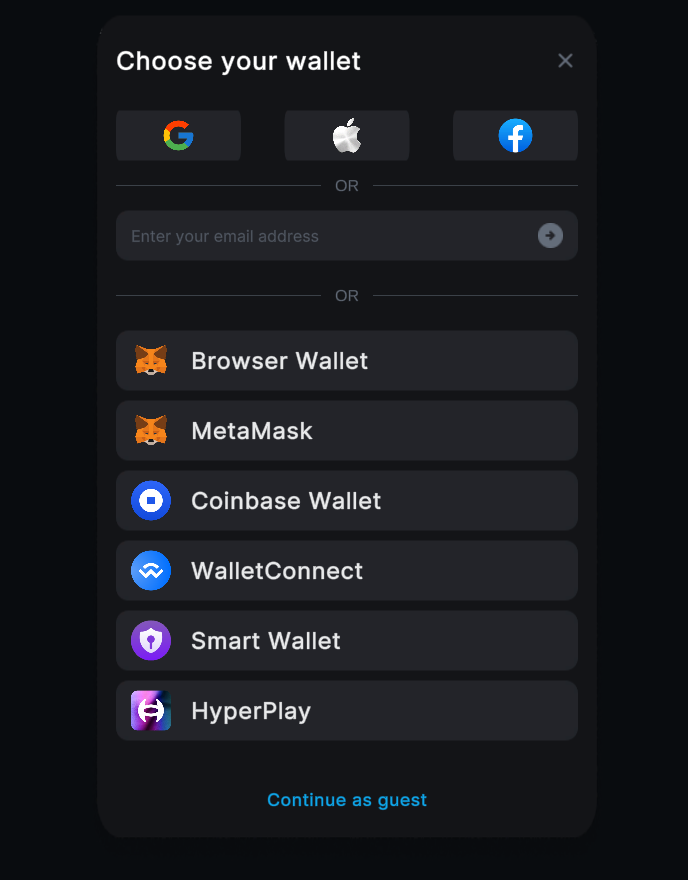 Choose your wallet
OR
Enter your email address
OR
Browser Wallet
MetaMask
Coinbase Wallet
WalletConnect
Smart Wallet
HyperPlay
Continue as guest